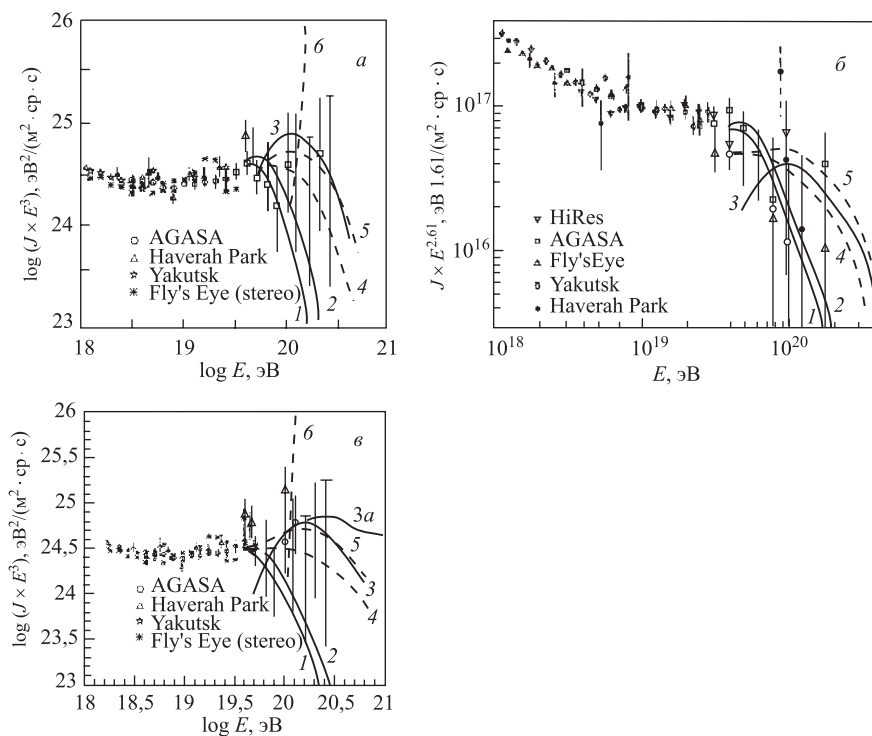 26
25
24
23
log (J × E³), эВ²/(м² · ср · с)
а
6
3
5
4
2
1
AGASA
Haverah Park
Yakutsk
Fly's Eye (stereo)
18 19 20 21
log E, эВ
10¹⁷
10¹⁶
J × E²·⁶¹, эВ 1.61/(м² · ср · с)
б
5
3
4
2
1
HiRes
AGASA
Fly'sEye
Yakutsk
Haverah Park
10¹⁸ 10¹⁹ 10²⁰
E, эВ
26
25,5
25
24,5
24
23,5
23
log (J × E³), эВ²/(м² · ср · с)
в
6
3а
5
3
4
2
1
AGASA
Haverah Park
Yakutsk
Fly's Eye (stereo)
18 18,5 19 19,5 20 20,5 21
log E, эВ